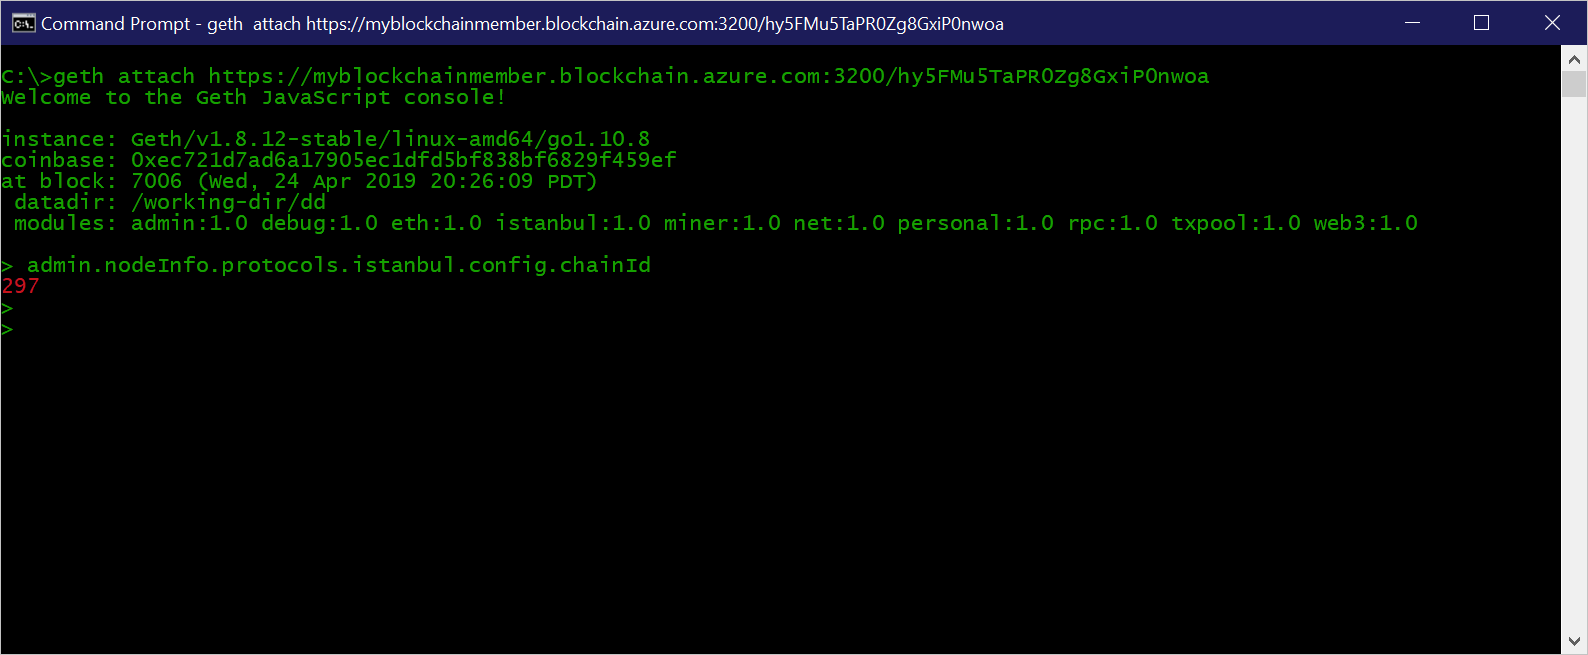 Command Prompt - geth  attach https://myblockchainmember.blockchain.azure.com:3200/hy5FMu5TaPR0Zg8GxiP0nwoa
C:\>geth attach https://myblockchainmember.blockchain.azure.com:3200/hy5FMu5TaPR0Zg8GxiP0nwoa
Welcome to the Geth JavaScript console!
instance: Geth/v1.8.12-stable/linux-amd64/go1.10.8
coinbase: 0xec721d7ad6a17905ec1dfd5bf838bf6829f459ef
at block: 7006 (Wed, 24 Apr 2019 20:26:09 PDT)
 datadir: /working-dir/dd
 modules: admin:1.0 debug:1.0 eth:1.0 istanbul:1.0 miner:1.0 net:1.0 personal:1.0 rpc:1.0 txpool:1.0 web3:1.0
> admin.nodeInfo.protocols.istanbul.config.chainId
297
>
>